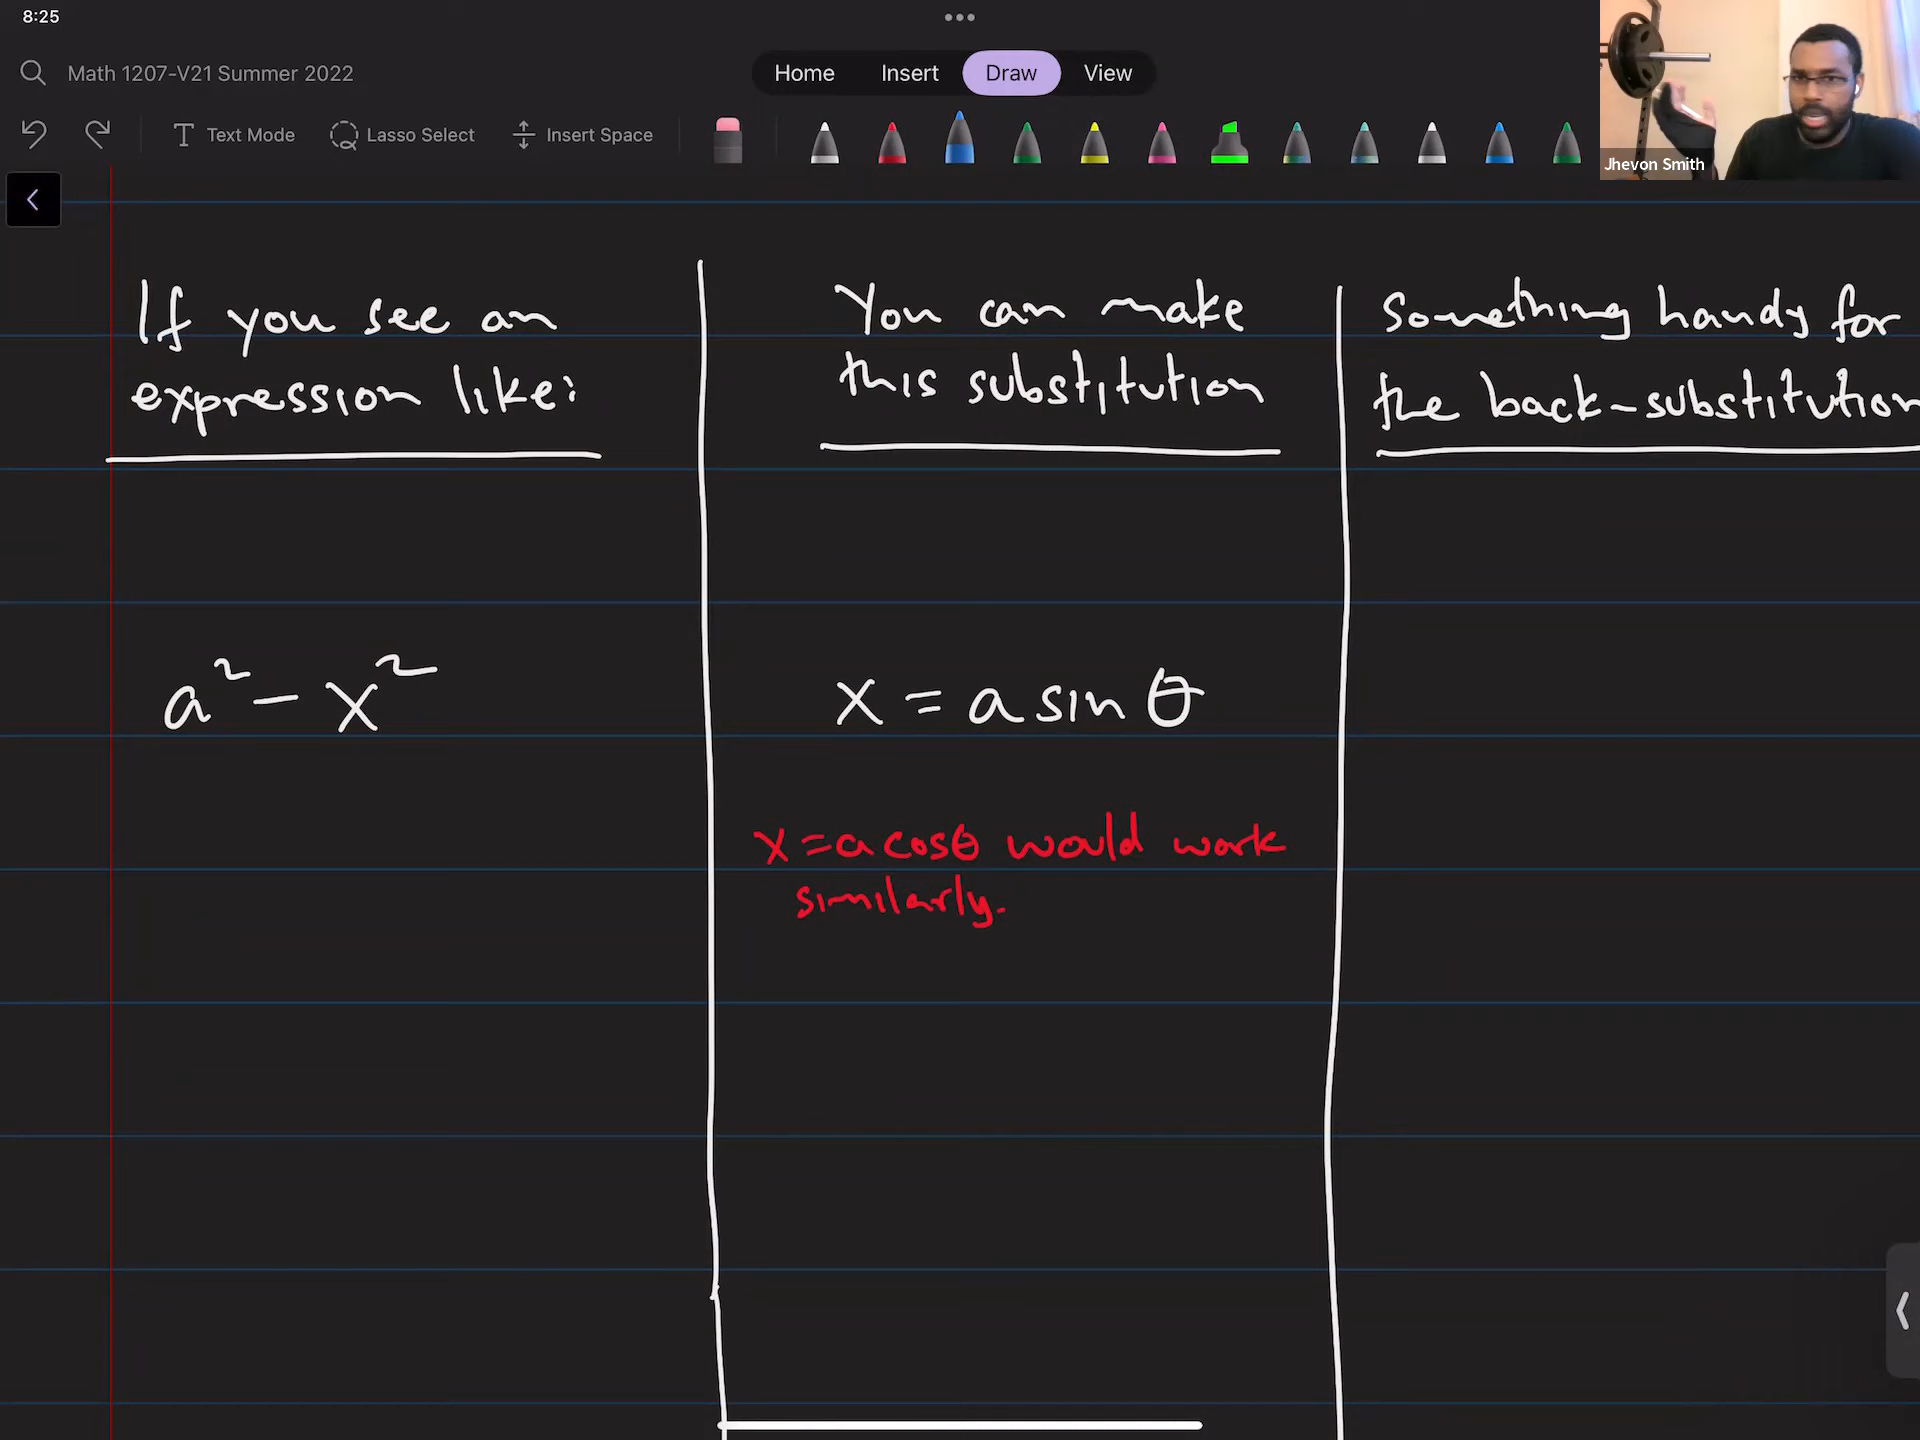 8:25
Math 1207-V21 Summer 2022
Home Insert Draw View
Text Mode Lasso Select Insert Space
Jhevon Smith
If you see an
expression like:
You can make
this substitution
Something handy for
the back-substitution
a² - x²
x = a sin θ
x = a cos θ would work
similarly.